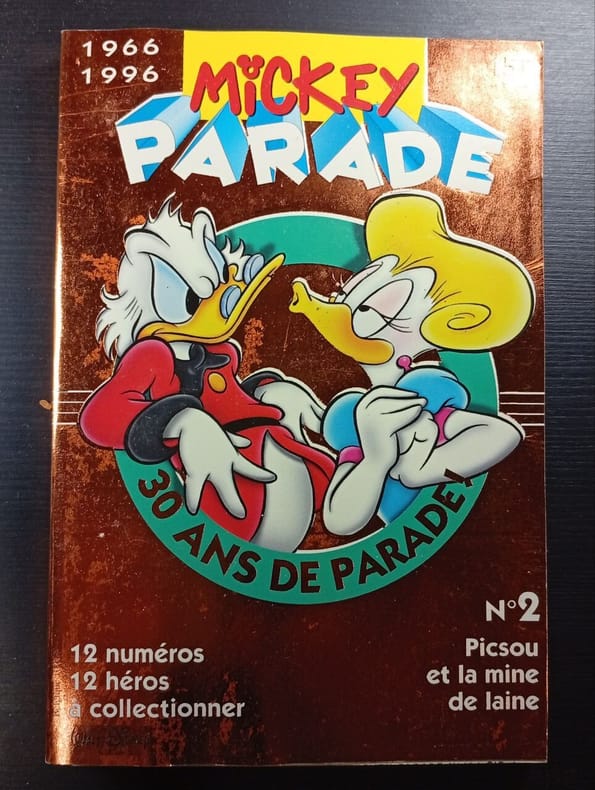 1966
1996
MiCKEY
PARADE
30 ANS DE PARADE!
N°2
12 numéros
12 héros
à collectionner
Picsou
et la mine
de laine